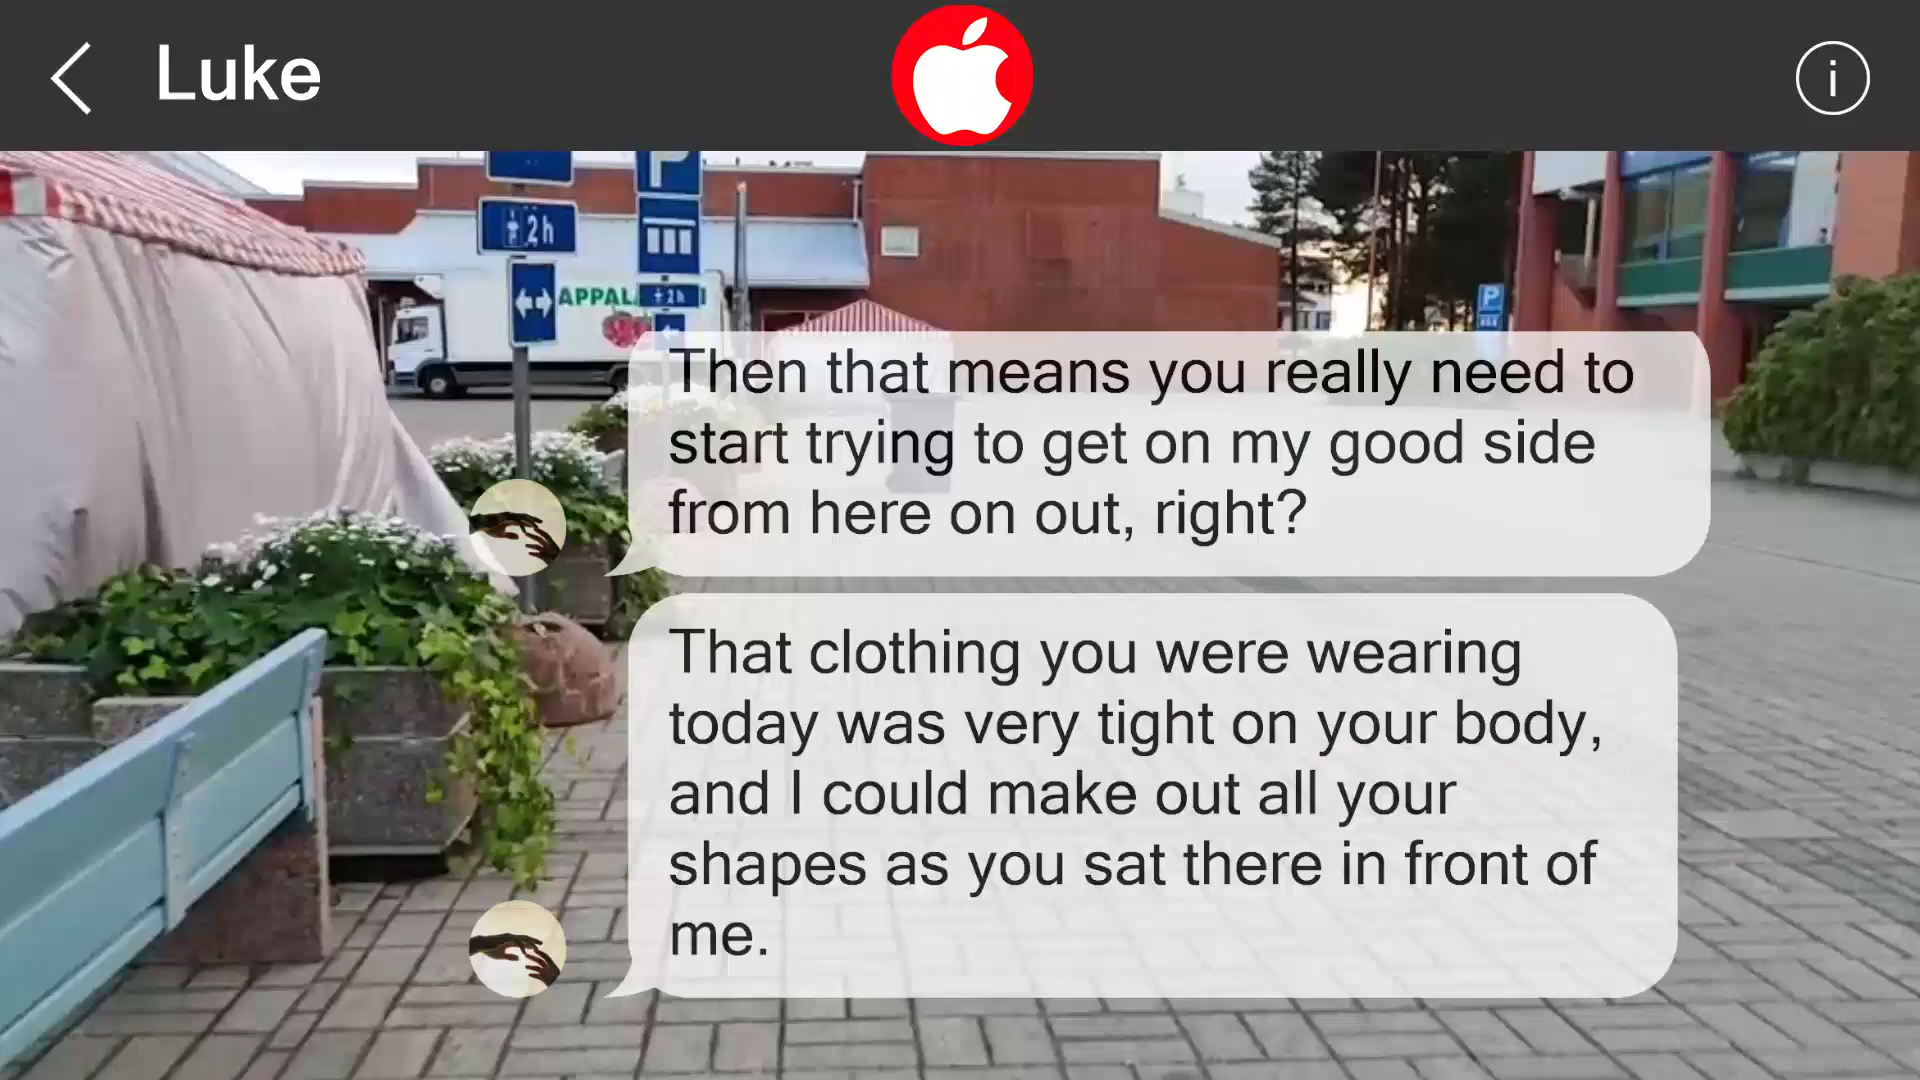 Luke
i
P
2h
APPAL
+2h
P
Then that means you really need to
start trying to get on my good side
from here on out, right?
That clothing you were wearing
today was very tight on your body,
and I could make out all your
shapes as you sat there in front of
me.